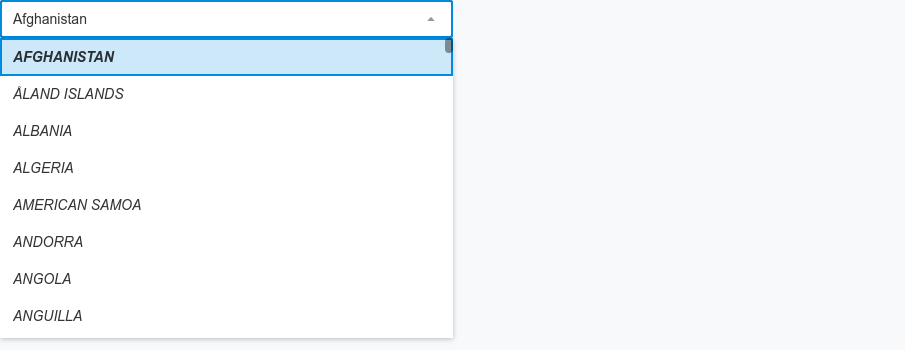 Afghanistan
AFGHANISTAN
ÅLAND ISLANDS
ALBANIA
ALGERIA
AMERICAN SAMOA
ANDORRA
ANGOLA
ANGUILLA